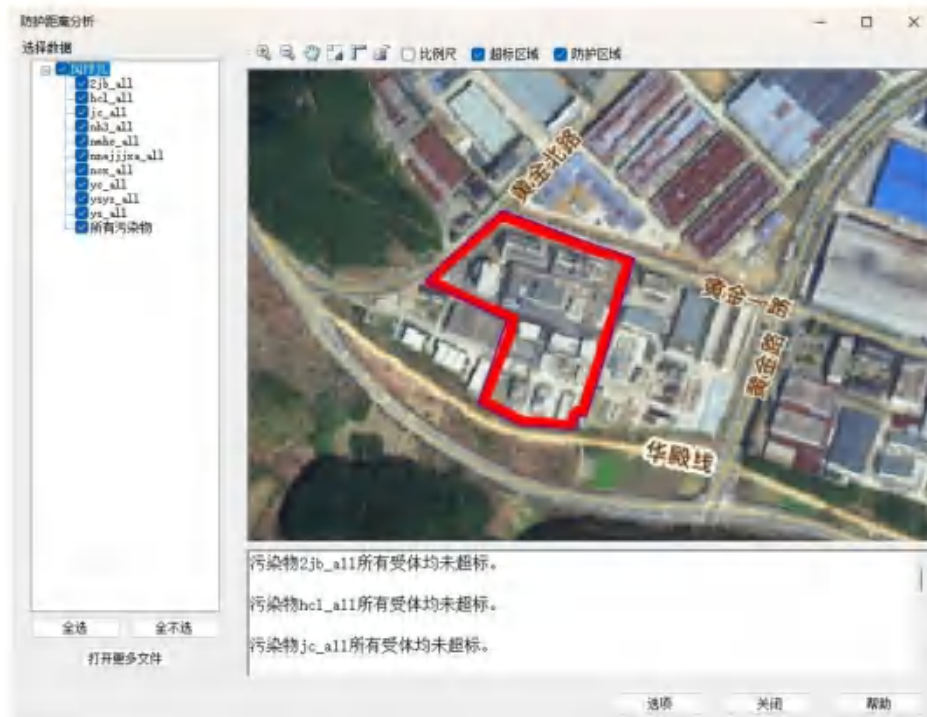 防护距离分析
选择数据
比例尺 超标区域 防护区域
2jb_all
hcl_all
jc_all
nh3_all
nmhc_all
nox_all
yc_all
ysyx_all
ys_all
所有污染物
黄金北路
黄金一路
黄金路
华殿线
污染物2jb_all所有受体均未超标。
污染物hcl_all所有受体均未超标。
污染物jc_all所有受体均未超标。
全选 全不选
打开更多文件
选项 关闭 帮助